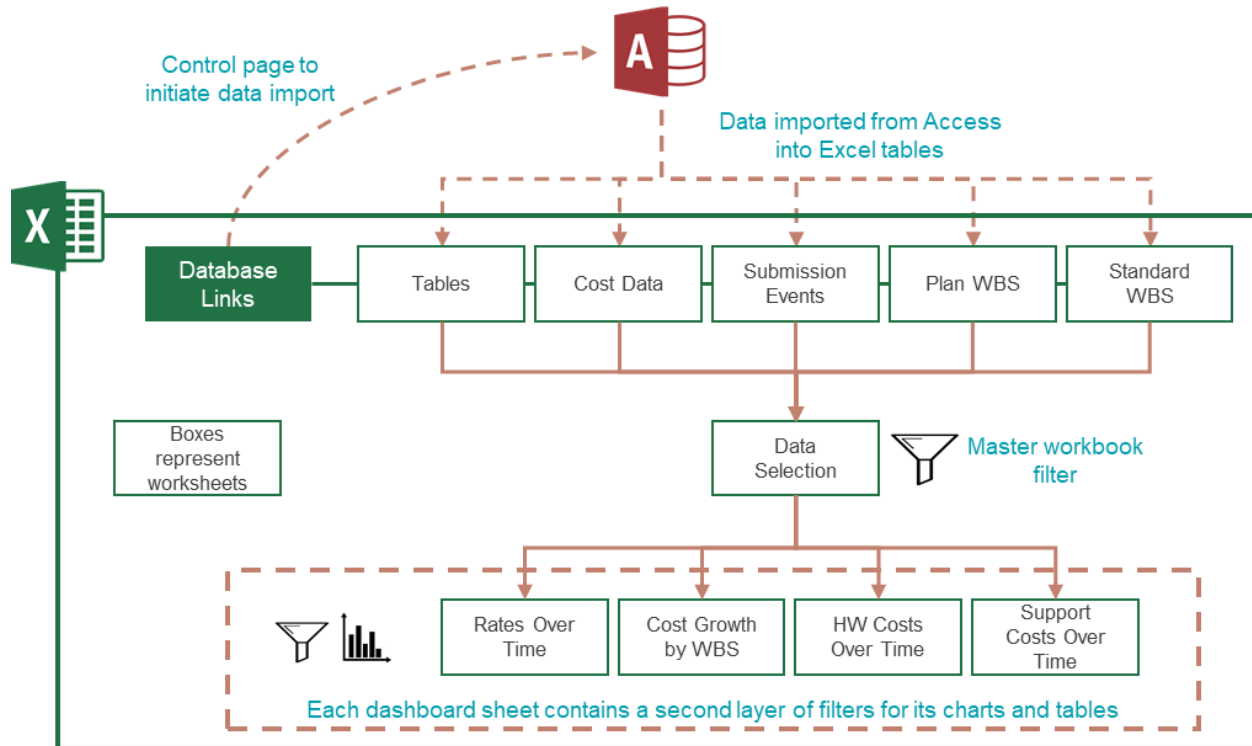 Control page to
initiate data import
A
Data imported from Access
into Excel tables
X
Database
Links
Tables
Cost Data
Submission
Events
Plan WBS
Standard
WBS
Boxes
represent
worksheets
Data
Selection
Master workbook
filter
Rates Over
Time
Cost Growth
by WBS
HW Costs
Over Time
Support
Costs Over
Time
Each dashboard sheet contains a second layer of filters for its charts and tables